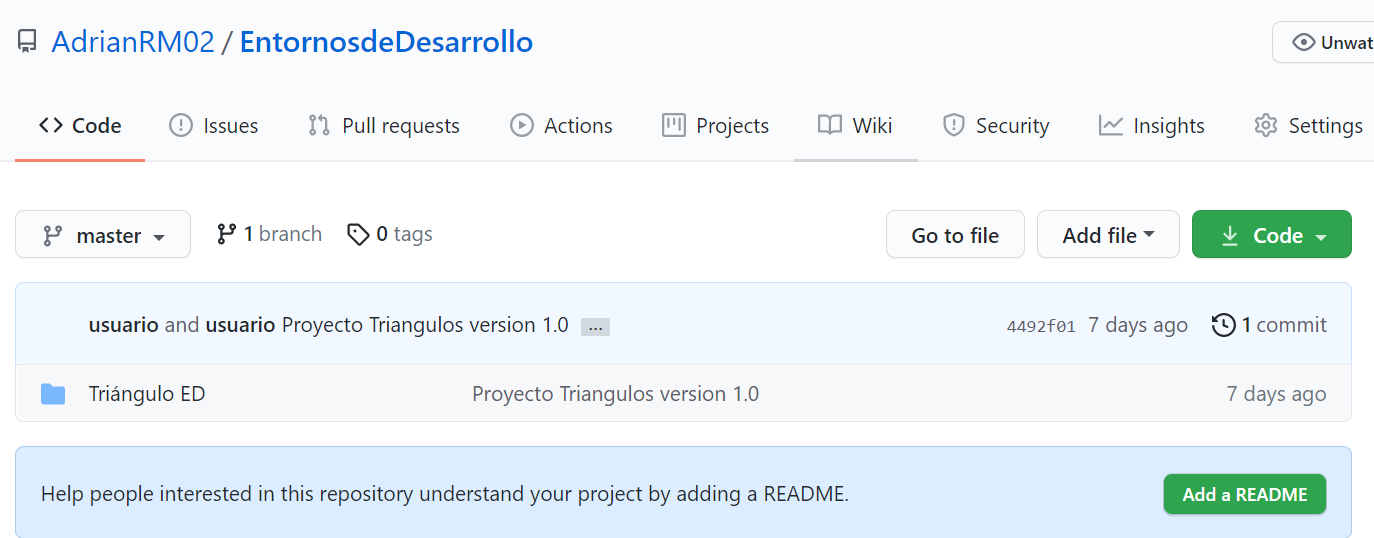 AdrianRM02 / EntornosdeDesarrollo
Unwat
Code Issues Pull requests Actions Projects Wiki Security Insights Settings
master 1 branch 0 tags Go to file Add file Code
usuario and usuario Proyecto Triangulos version 1.0 ... 4492f01 7 days ago 1 commit
Triángulo ED Proyecto Triangulos version 1.0 7 days ago
Help people interested in this repository understand your project by adding a README. Add a README